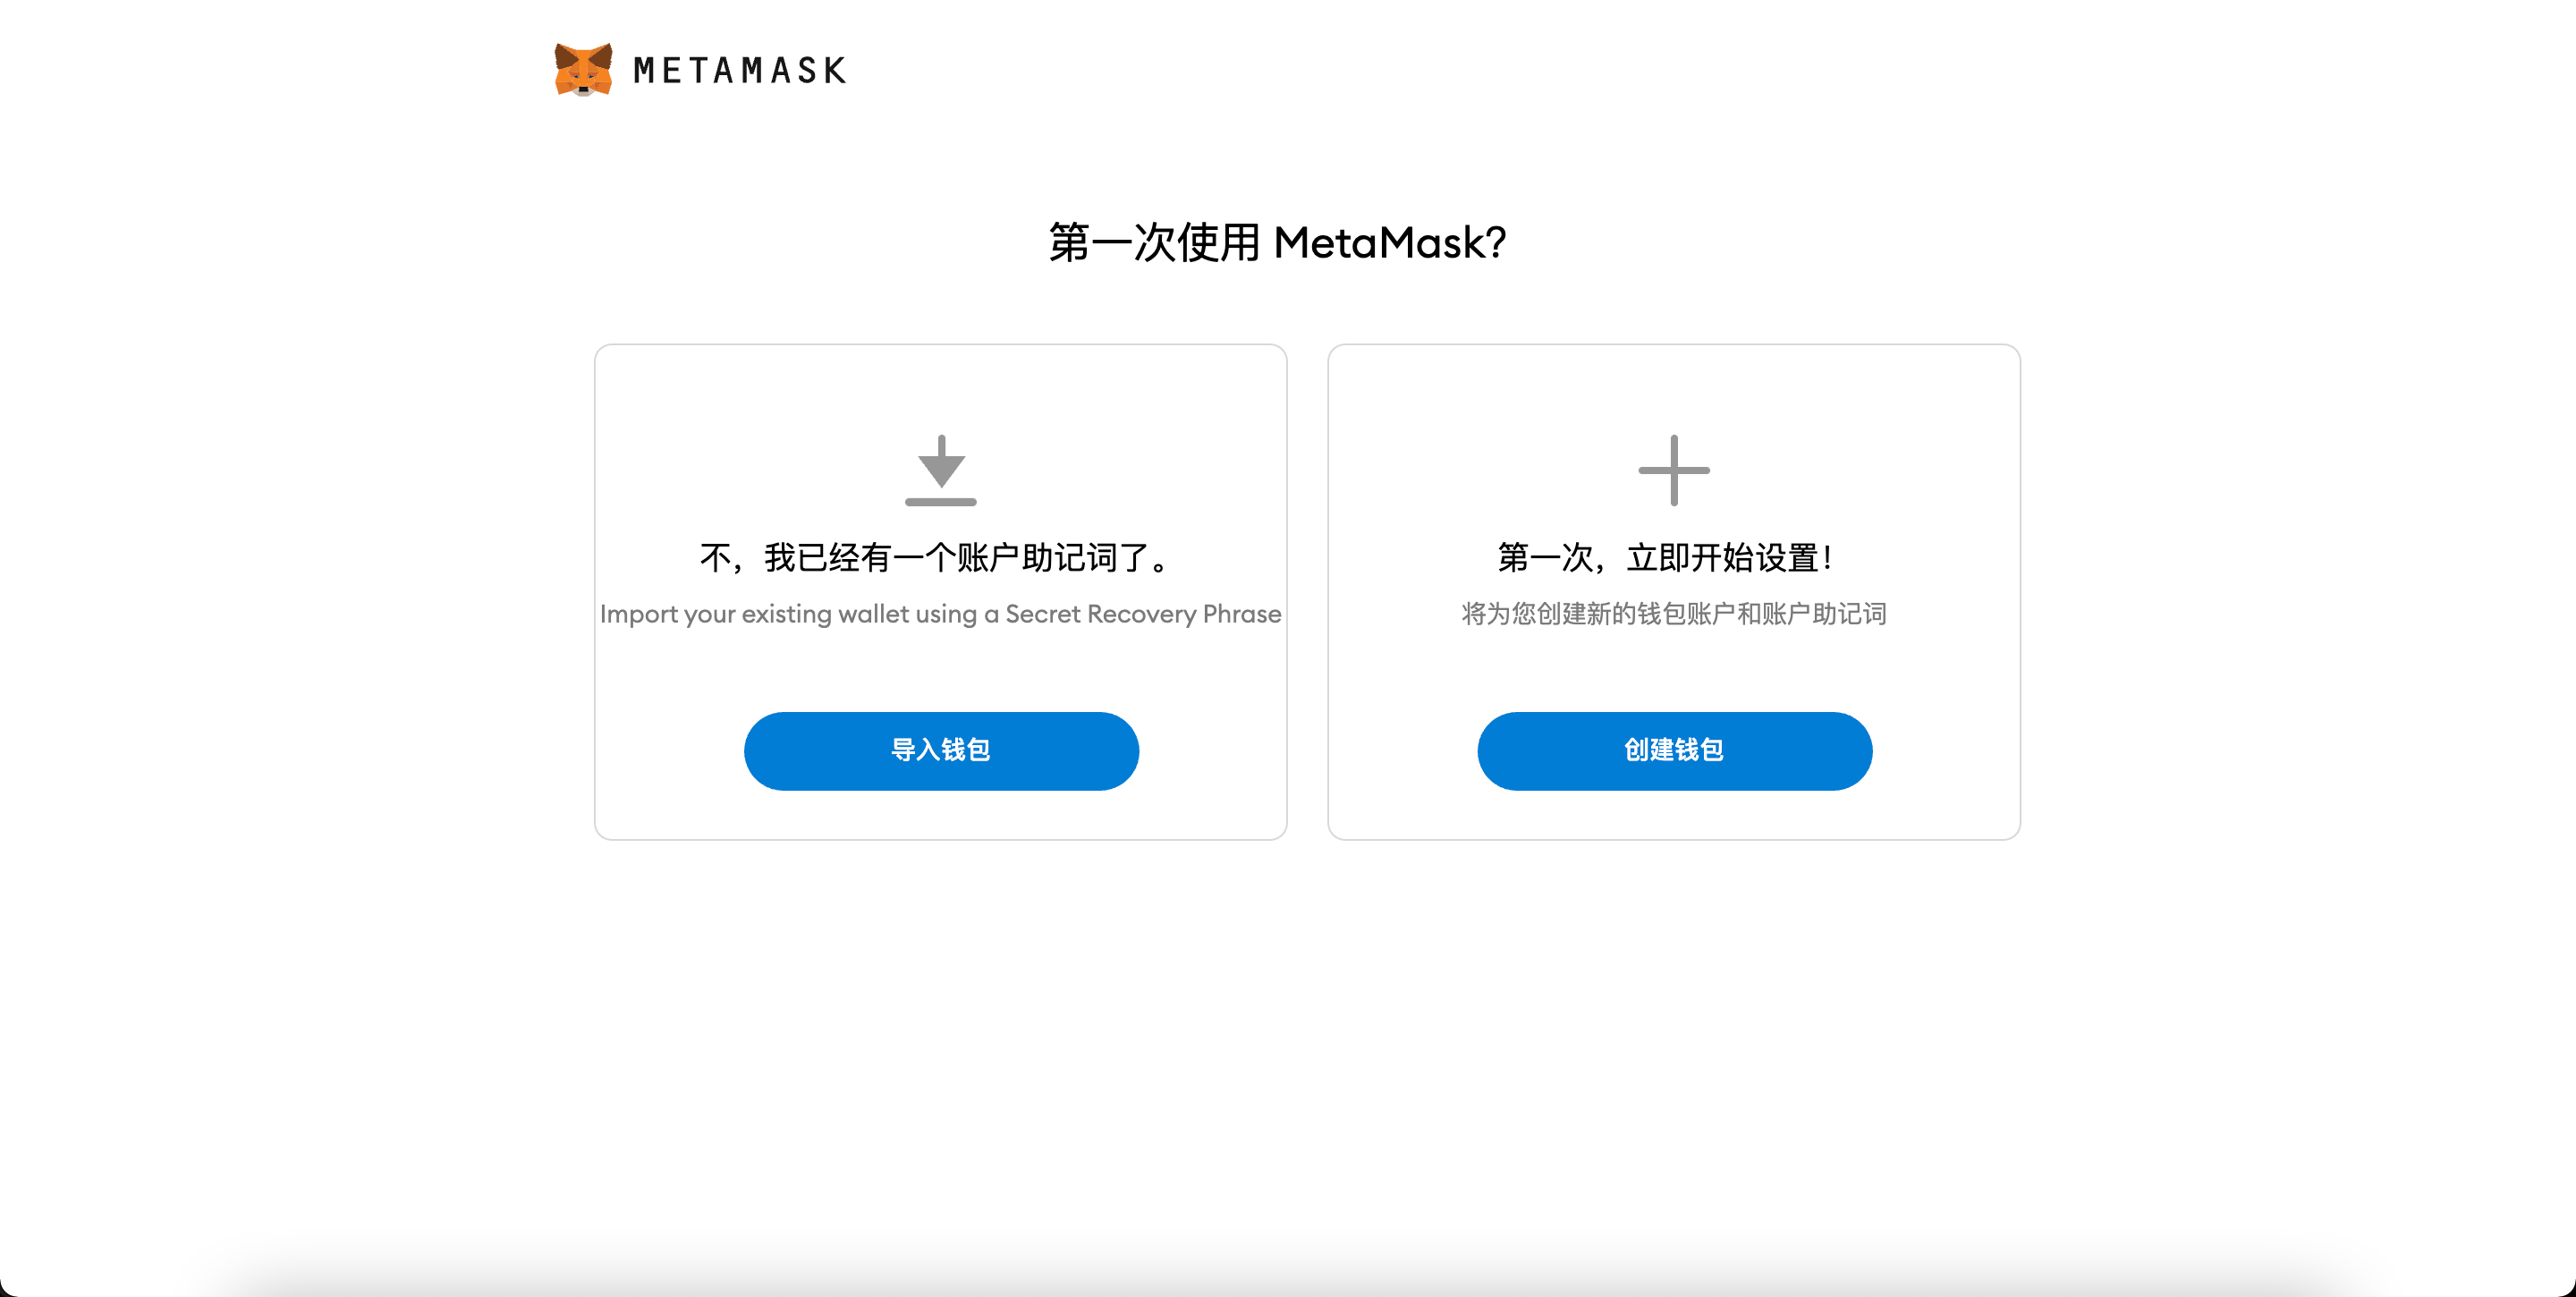 METAMASK
第一次使用 MetaMask?
不，我已经有一个账户助记词了。
Import your existing wallet using a Secret Recovery Phrase
导入钱包
第一次，立即开始设置！
将为您创建新的钱包账户和账户助记词
创建钱包